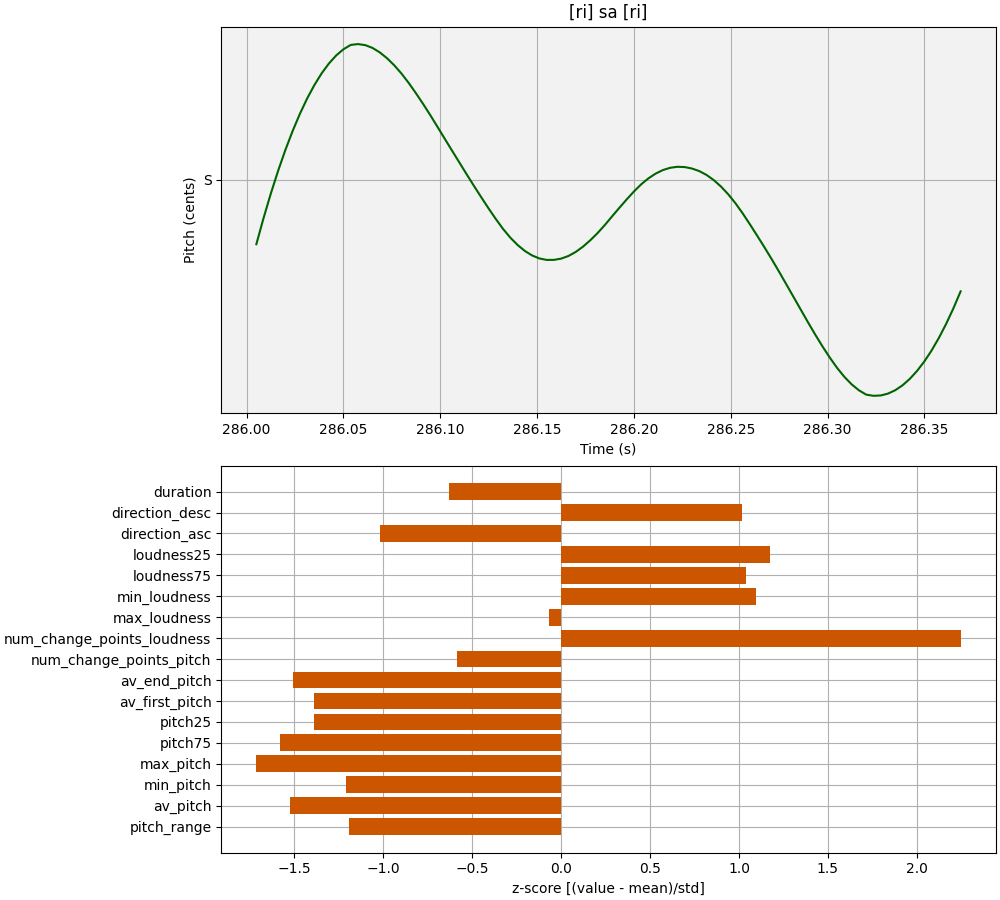 [ri] sa [ri]
Pitch (cents)
S
286.00 286.05 286.10 286.15 286.20 286.25 286.30 286.35
Time (s)
duration
direction_desc
direction_asc
loudness25
loudness75
min_loudness
max_loudness
num_change_points_loudness
num_change_points_pitch
av_end_pitch
av_first_pitch
pitch25
pitch75
max_pitch
min_pitch
av_pitch
pitch_range
−1.5 −1.0 −0.5 0.0 0.5 1.0 1.5 2.0
z-score [(value - mean)/std]